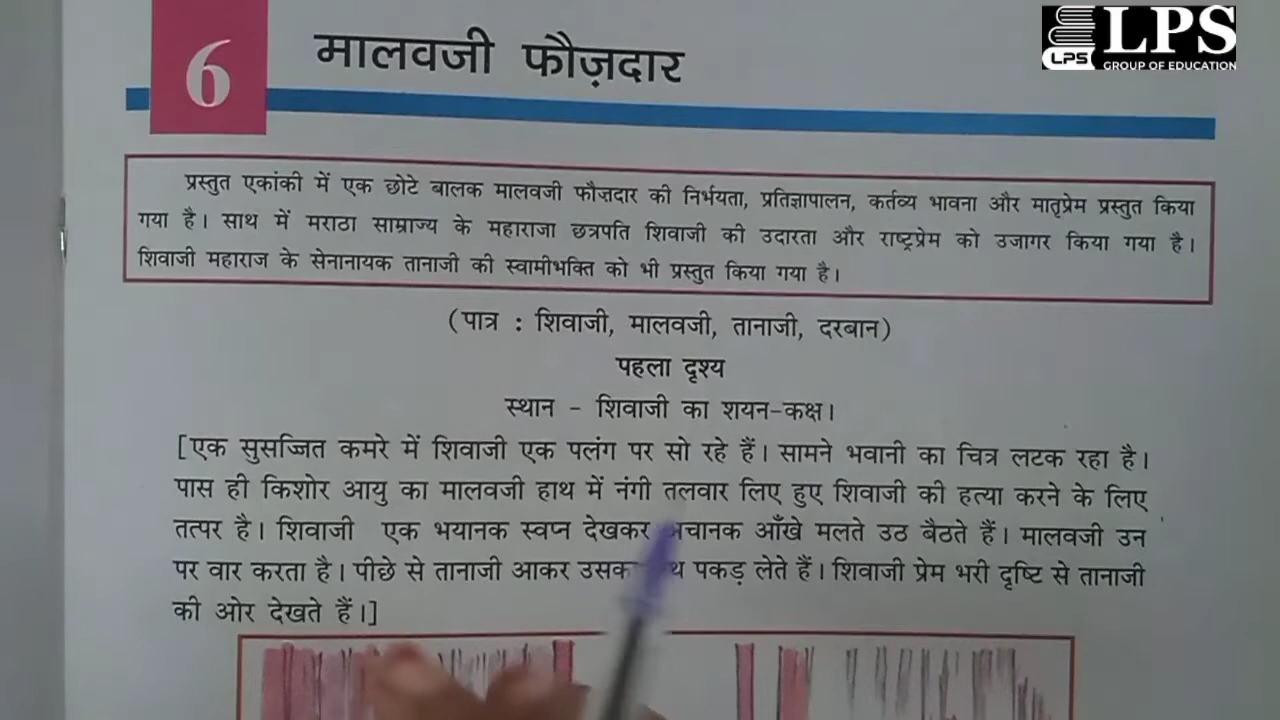 LPS
LPS
GROUP OF EDUCATION
6
मालवजी फौज़दार
प्रस्तुत एकांकी में एक छोटे बालक मालवजी फौज़दार की निर्भयता, प्रतिज्ञापालन, कर्तव्य भावना और मातृप्रेम प्रस्तुत किया
गया है। साथ में मराठा साम्राज्य के महाराजा छत्रपति शिवाजी की उदारता और राष्ट्रप्रेम को उजागर किया गया है।
शिवाजी महाराज के सेनानायक तानाजी की स्वामीभक्ति को भी प्रस्तुत किया गया है।
(पात्र : शिवाजी, मालवजी, तानाजी, दरबान)
पहला दृश्य
स्थान - शिवाजी का शयन-कक्ष।
[एक सुसज्जित कमरे में शिवाजी एक पलंग पर सो रहे हैं। सामने भवानी का चित्र लटक रहा है।
पास ही किशोर आयु का मालवजी हाथ में नंगी तलवार लिए हुए शिवाजी की हत्या करने के लिए
तत्पर है। शिवाजी एक भयानक स्वप्न देखकर अचानक आँखे मलते उठ बैठते हैं। मालवजी उन
पर वार करता है। पीछे से तानाजी आकर पकड़ लेते हैं। शिवाजी प्रेम भरी दृष्टि से तानाजी
की ओर देखते हैं।]